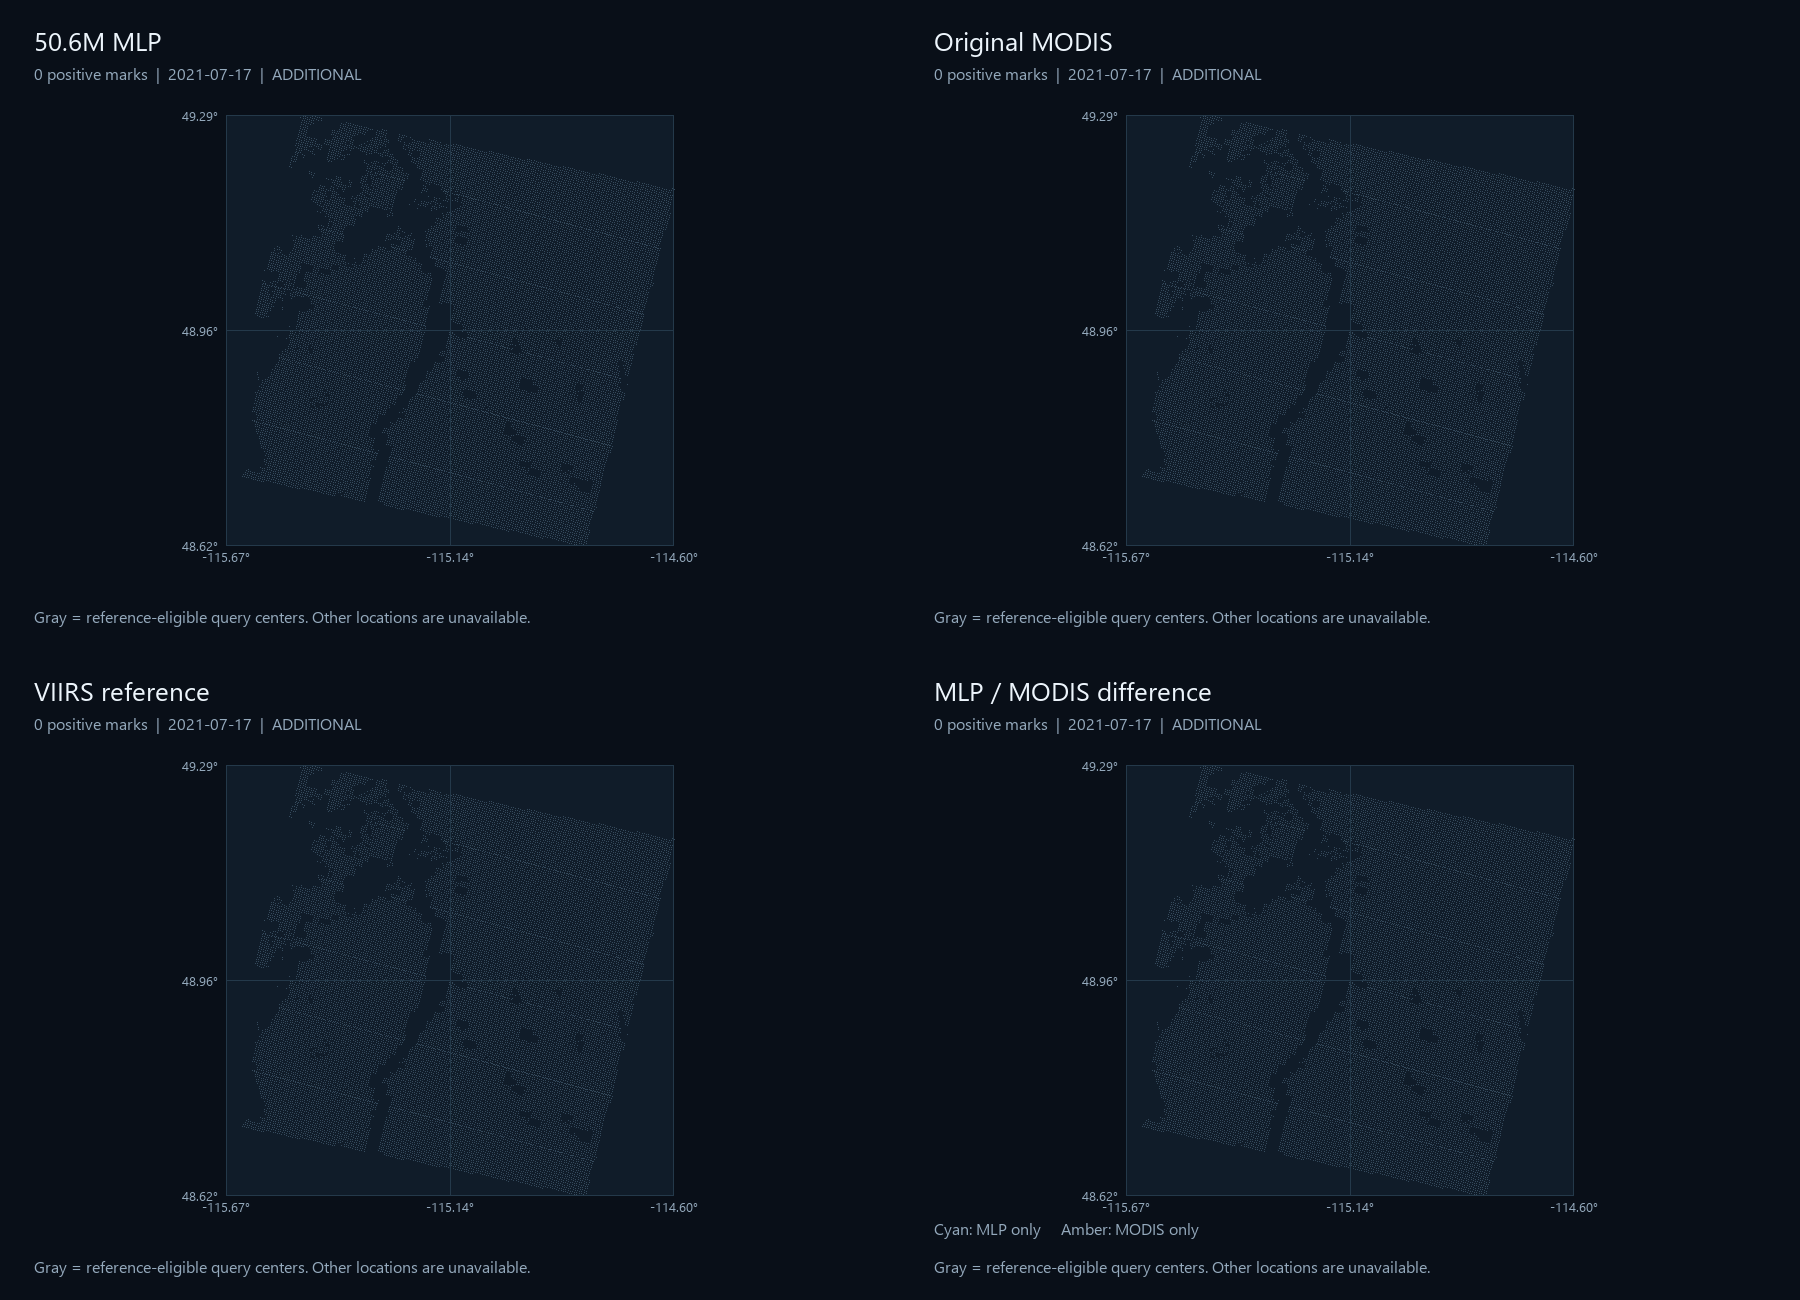 50.6M MLP
0 positive marks | 2021-07-17 | ADDITIONAL
49.29°
48.96°
48.62°
-115.67°
-115.14°
-114.60°
Gray = reference-eligible query centers. Other locations are unavailable.
Original MODIS
0 positive marks | 2021-07-17 | ADDITIONAL
49.29°
48.96°
48.62°
-115.67°
-115.14°
-114.60°
Gray = reference-eligible query centers. Other locations are unavailable.
VIIRS reference
0 positive marks | 2021-07-17 | ADDITIONAL
49.29°
48.96°
48.62°
-115.67°
-115.14°
-114.60°
Gray = reference-eligible query centers. Other locations are unavailable.
MLP / MODIS difference
0 positive marks | 2021-07-17 | ADDITIONAL
49.29°
48.96°
48.62°
-115.67°
-115.14°
-114.60°
Cyan: MLP only Amber: MODIS only
Gray = reference-eligible query centers. Other locations are unavailable.